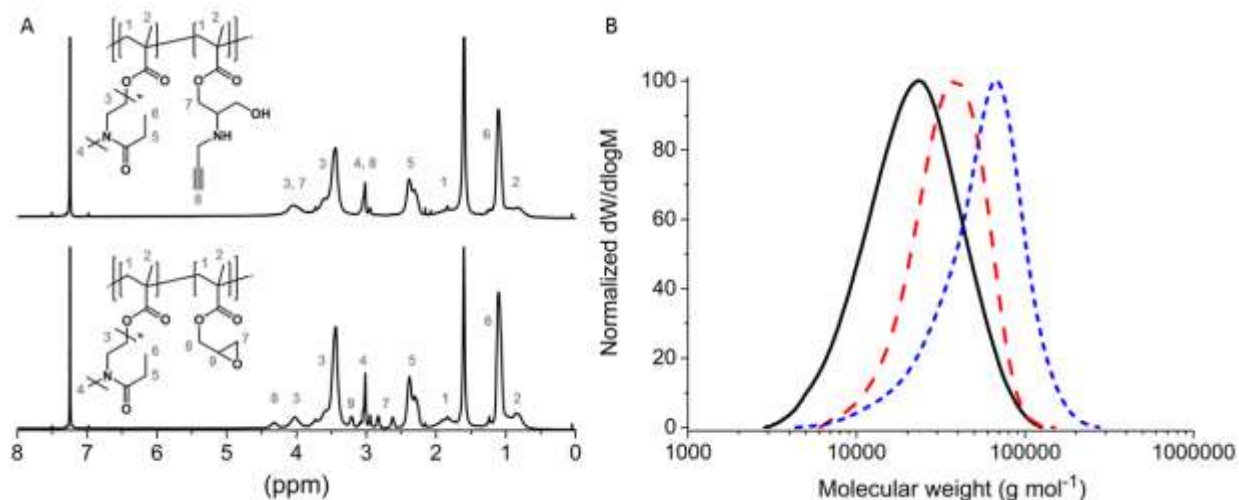 A
1 2 1 2
O O
O O
3 7
6 OH
N NH
4 5
O
8
3, 7 3 4, 8 5 1 6 2
1 2 1 2
O O
O O
3 8 7
6 9 O
N
4 5
O
8 3 3 9 4 7 5 1 6 2
8 7 6 5 4 3 2 1 0
(ppm)
B
100
80
60
40
20
0
Normalized dW/dlogM
1000 10000 100000 1000000
Molecular weight (g mol⁻¹)